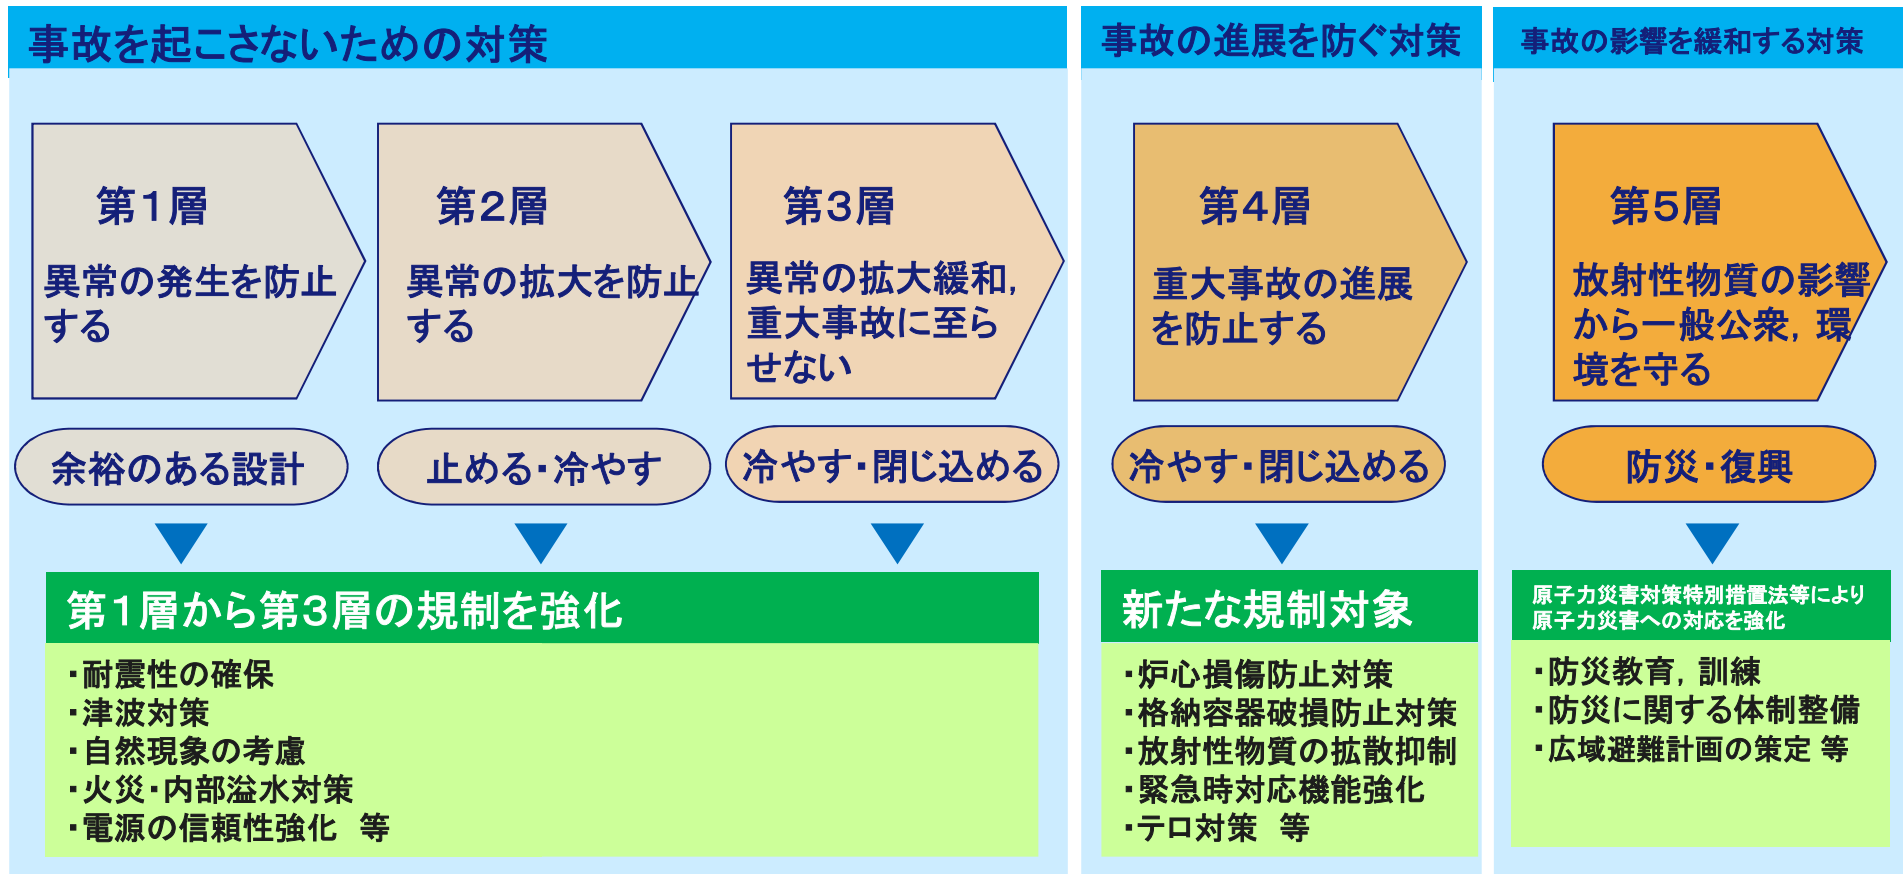 事故を起こさないための対策
第１層
異常の発生を防止
する
余裕のある設計
第２層
異常の拡大を防止
する
止める・冷やす
第３層
異常の拡大緩和，
重大事故に至ら
せない
冷やす・閉じ込める
第１層から第３層の規制を強化
・耐震性の確保
・津波対策
・自然現象の考慮
・火災・内部溢水対策
・電源の信頼性強化　等
事故の進展を防ぐ対策
第４層
重大事故の進展
を防止する
冷やす・閉じ込める
新たな規制対象
・炉心損傷防止対策
・格納容器破損防止対策
・放射性物質の拡散抑制
・緊急時対応機能強化
・テロ対策　等
事故の影響を緩和する対策
第５層
放射性物質の影響
から一般公衆，環
境を守る
防災・復興
原子力災害対策特別措置法等により
原子力災害への対応を強化
・防災教育，訓練
・防災に関する体制整備
・広域避難計画の策定 等